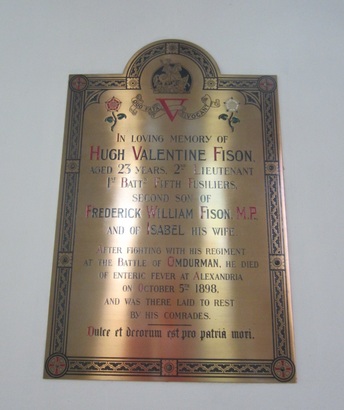 V
IN LOVING MEMORY OF
HUGH VALENTINE FISON.
AGED 23 YEARS. 2ND LIEUTENANT
1ST BATTN FIFTH FUSILIERS.
SECOND SON OF
FREDERICK WILLIAM FISON, M.P.
AND OF ISABEL HIS WIFE
AFTER FIGHTING WITH HIS REGIMENT
AT THE BATTLE OF OMDURMAN, HE DIED
OF ENTERIC FEVER AT ALEXANDRIA
ON OCTOBER 5TH 1898,
AND WAS THERE LAID TO REST
BY HIS COMRADES.
Dulce et decorum est pro patriâ mori.